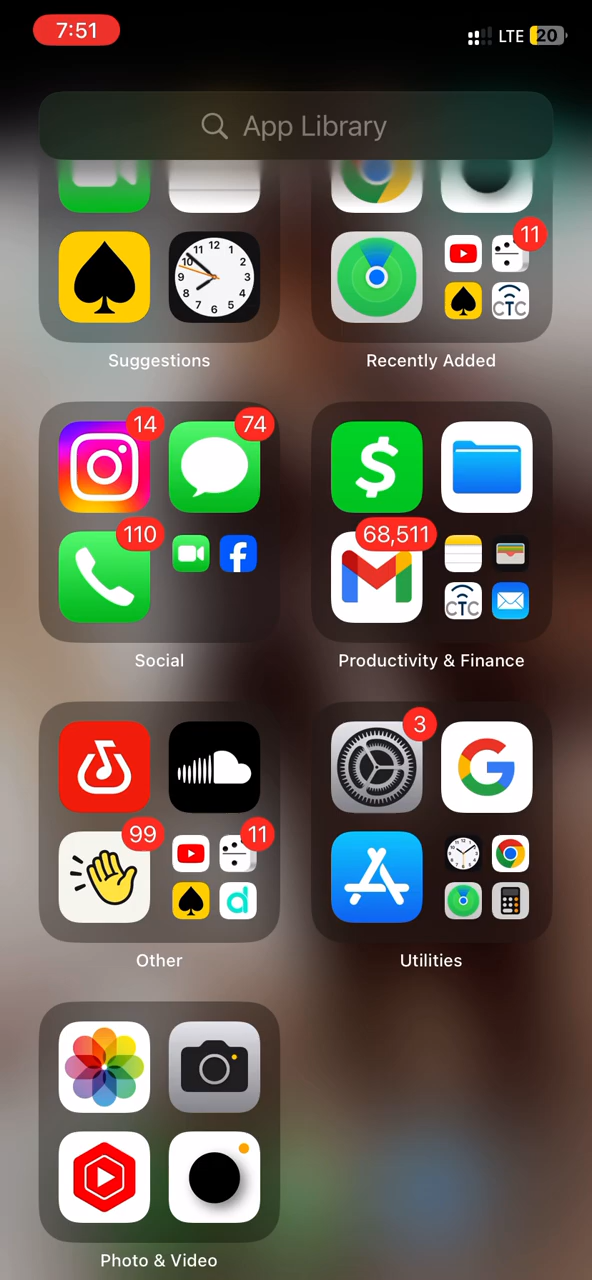 7:51
LTE 20
App Library
11
Suggestions
Recently Added
14
74
110
68,511
CTC
Social
Productivity & Finance
3
99
11
Other
Utilities
Photo & Video